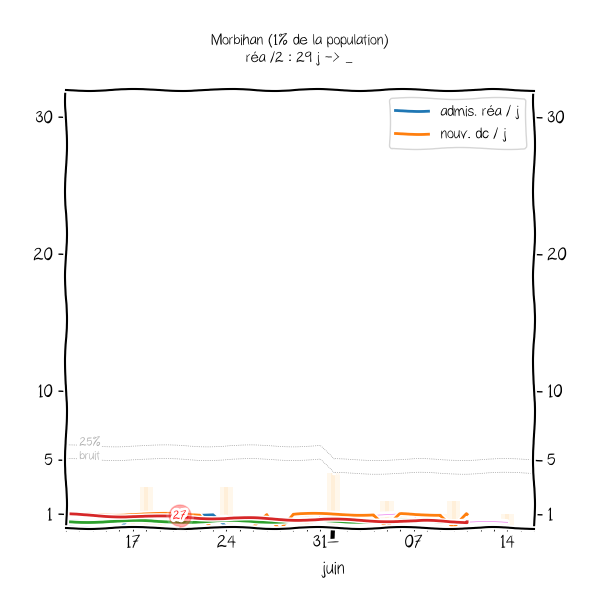 Morbihan (1% de la population)
réa /2 : 29 j -> _
admis. réa / j
nouv. dc / j
30
30
20
20
10
10
25%
bruit
5
5
27
1
1
17
24
31
07
14
juin